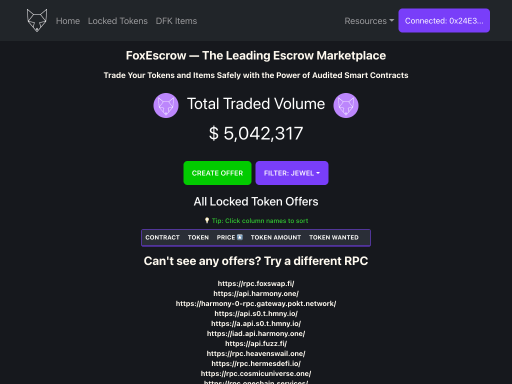 Home Locked Tokens DFK Items Resources Connected: 0x24E3...
FoxEscrow — The Leading Escrow Marketplace
Trade Your Tokens and Items Safely with the Power of Audited Smart Contracts
Total Traded Volume
$ 5,042,317
CREATE OFFER FILTER: JEWEL
All Locked Token Offers
Tip: Click column names to sort
CONTRACT TOKEN PRICE TOKEN AMOUNT TOKEN WANTED
Can't see any offers? Try a different RPC
https://rpc.foxswap.fi/
https://api.harmony.one/
https://harmony-0-rpc.gateway.pokt.network/
https://api.s0.t.hmny.io/
https://a.api.s0.t.hmny.io/
https://iad.api.harmony.one/
https://api.fuzz.fi/
https://rpc.heavenswail.one/
https://rpc.hermesdefi.io/
https://rpc.cosmicuniverse.one/
https://rpc.onechain.services/